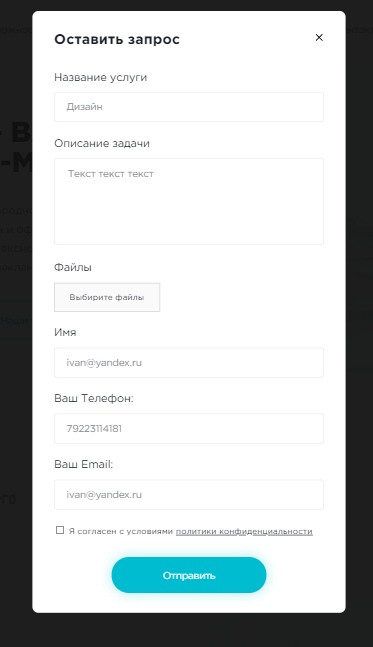 Оставить запрос
Название услуги
Дизайн
Описание задачи
Текст текст текст
Файлы
Выбирите файлы
Имя
ivan@yandex.ru
Ваш Телефон:
79223114181
Ваш Email:
ivan@yandex.ru
Я согласен с условиями политики конфиденциальности
Отправить